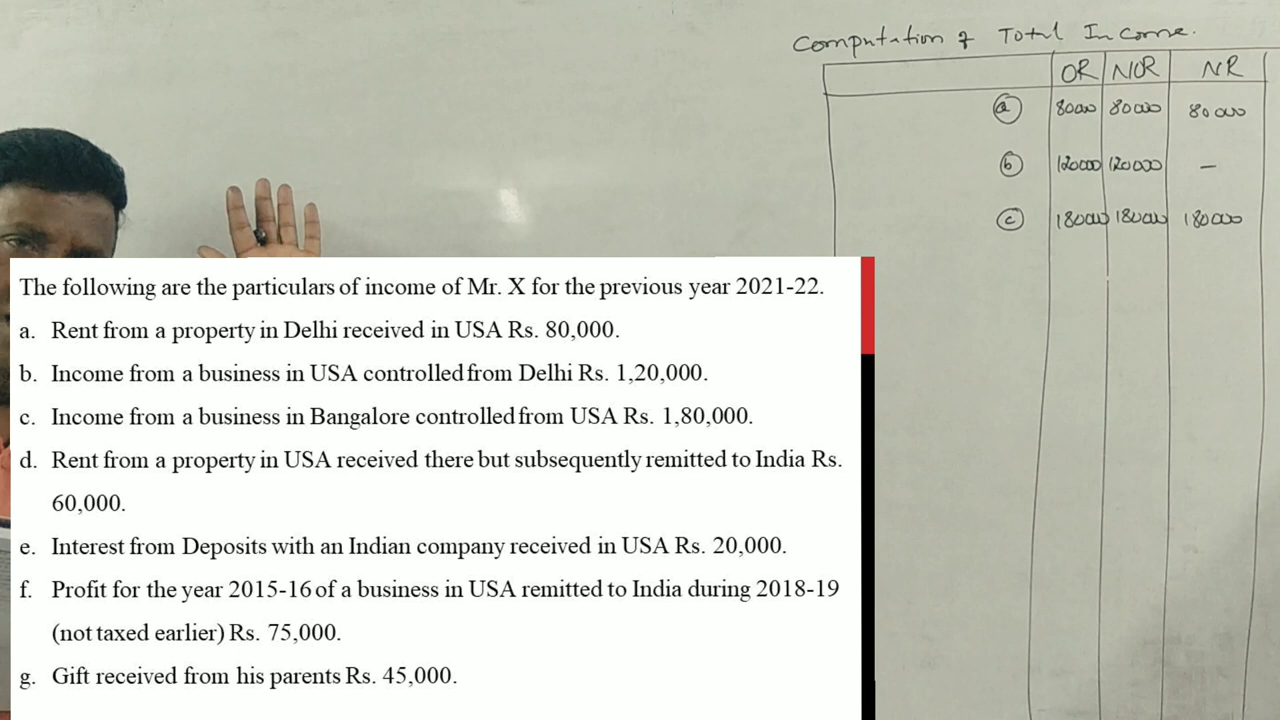 Computation of Total Income.
OR NOR NR
a 80000 80000 80000
b 120000 120000 –
c 180000 180000 180000
The following are the particulars of income of Mr. X for the previous year 2021-22.
a. Rent from a property in Delhi received in USA Rs. 80,000.
b. Income from a business in USA controlled from Delhi Rs. 1,20,000.
c. Income from a business in Bangalore controlled from USA Rs. 1,80,000.
d. Rent from a property in USA received there but subsequently remitted to India Rs.
60,000.
e. Interest from Deposits with an Indian company received in USA Rs. 20,000.
f. Profit for the year 2015-16 of a business in USA remitted to India during 2018-19
(not taxed earlier) Rs. 75,000.
g. Gift received from his parents Rs. 45,000.